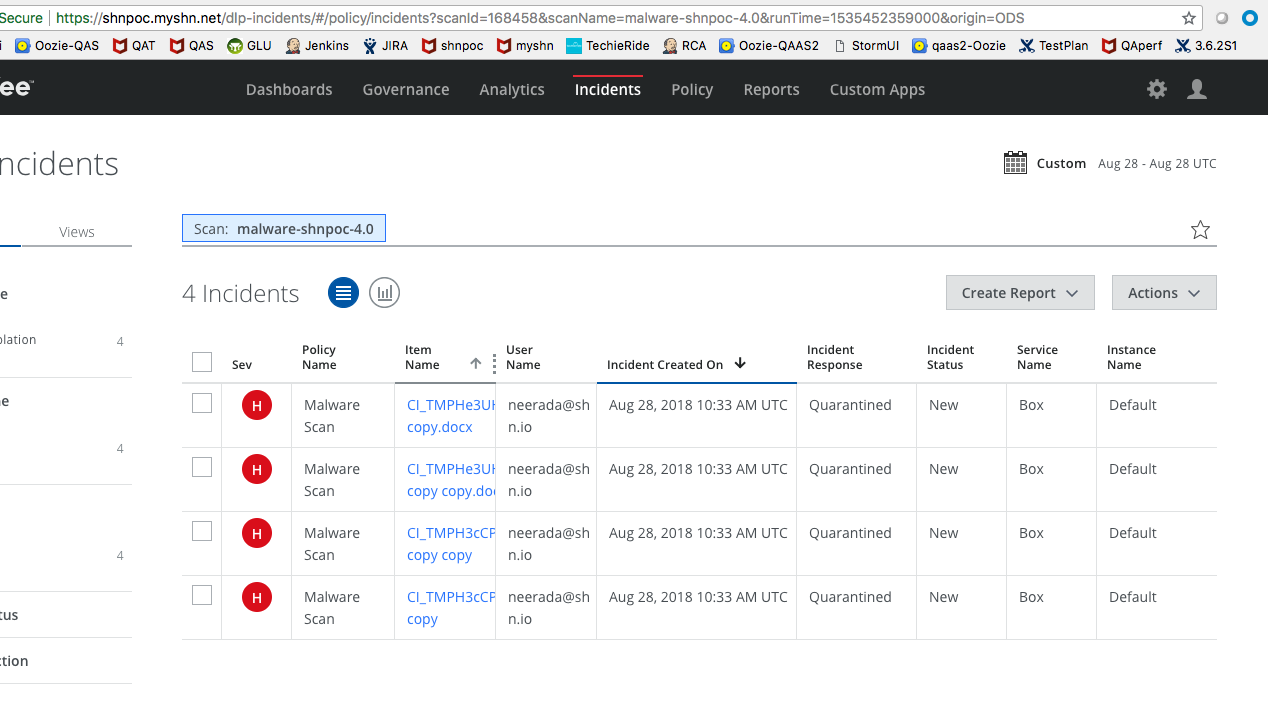 Secure https://shnpoc.myshn.net/dlp-incidents/#/policy/incidents?scanId=168458&scanName=malware-shnpoc-4.0&runTime=1535452359000&origin=ODS
Oozie-QAS QAT QAS GLU Jenkins JIRA shnpoc myshn TechieRide RCA Oozie-QAAS2 StormUI qaas2-Oozie TestPlan QAperf 3.6.2S1
ee™ Dashboards Governance Analytics Incidents Policy Reports Custom Apps
ncidents
Custom Aug 28 - Aug 28 UTC
Views
Scan: malware-shnpoc-4.0
4 Incidents
Create Report
Actions
e
olation 4
e
4
4
tus
ction
Sev Policy Name Item Name User Name Incident Created On Incident Response Incident Status Service Name Instance Name
H Malware CI_TMPHe3UH neerada@sh Aug 28, 2018 10:33 AM UTC Quarantined New Box Default
Scan copy.docx n.io
H Malware CI_TMPHe3UH neerada@sh Aug 28, 2018 10:33 AM UTC Quarantined New Box Default
Scan copy copy.doc n.io
H Malware CI_TMPH3cCP neerada@sh Aug 28, 2018 10:33 AM UTC Quarantined New Box Default
Scan copy copy n.io
H Malware CI_TMPH3cCP neerada@sh Aug 28, 2018 10:33 AM UTC Quarantined New Box Default
Scan copy n.io